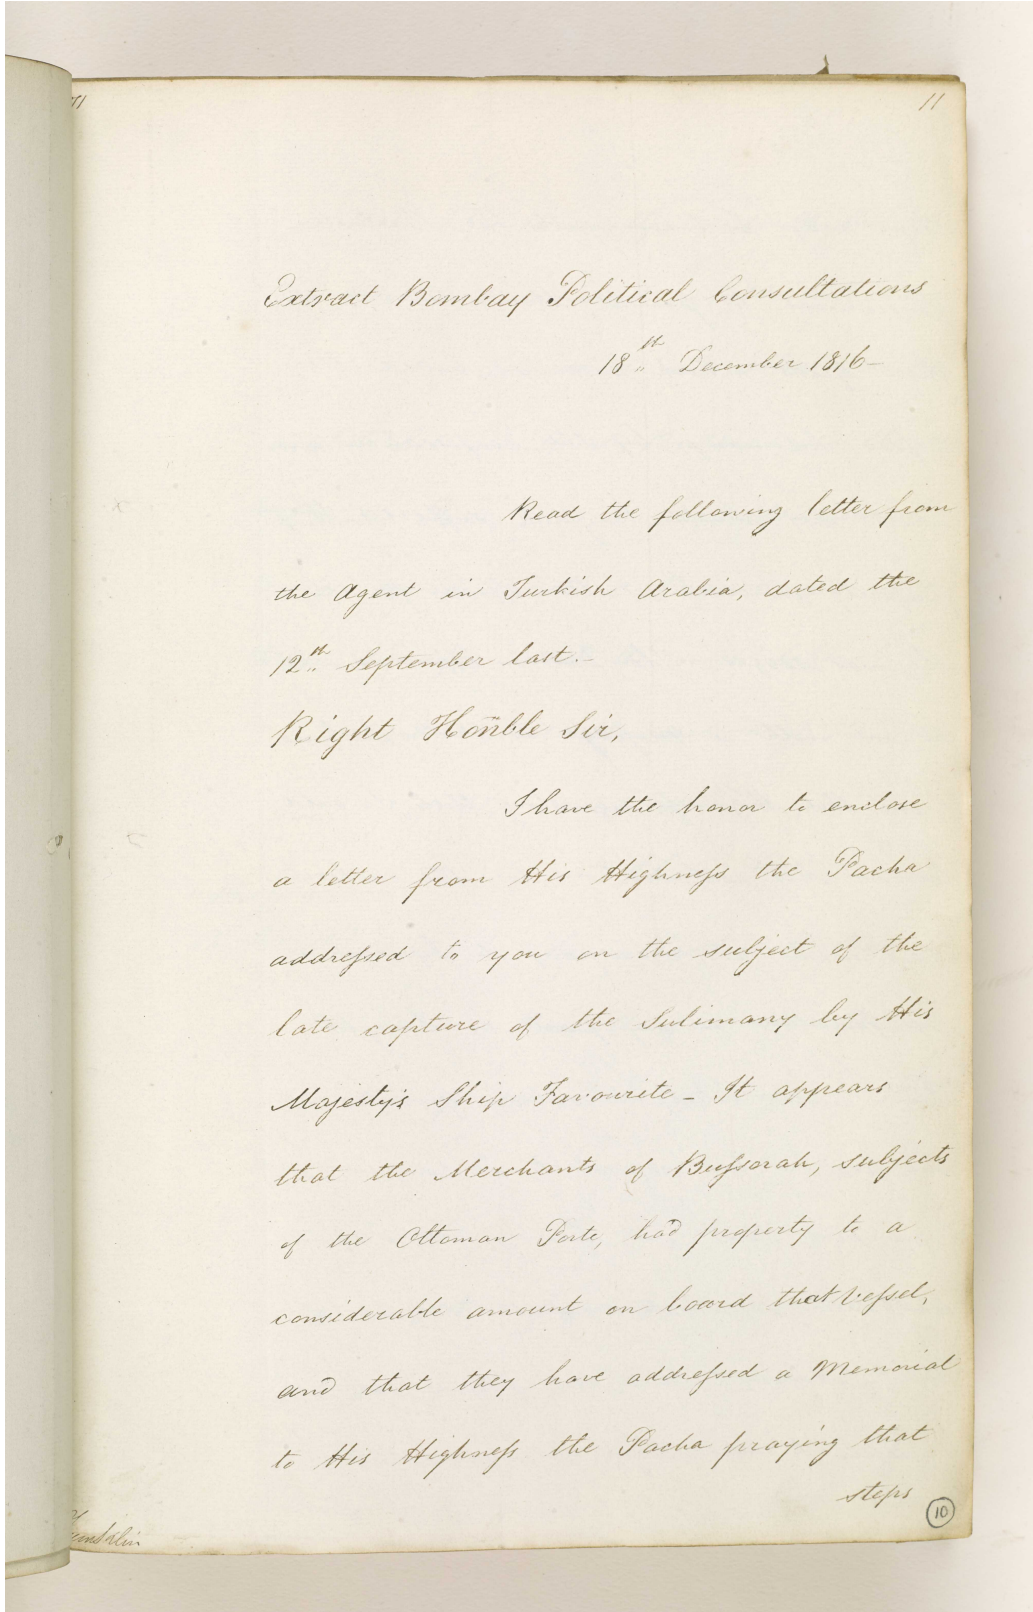 11
Extract Bombay Political Consultations
18th December 1816–
Read the following letter from
the Agent in Turkish Arabia, dated the
12th September last.–
Right Honble Sir,
I have the honor to enclose
a letter from His Highness the Pacha
addressed to you on the subject of the
late capture of the Sulimany by His
Majesty's Ship Favourite – It appears
that the Merchants of Bussorah, subjects
of the Ottoman Porte, had property to a
considerable amount on board that Vessel,
and that they have addressed a Memorial
to His Highness the Pacha praying that
steps
10